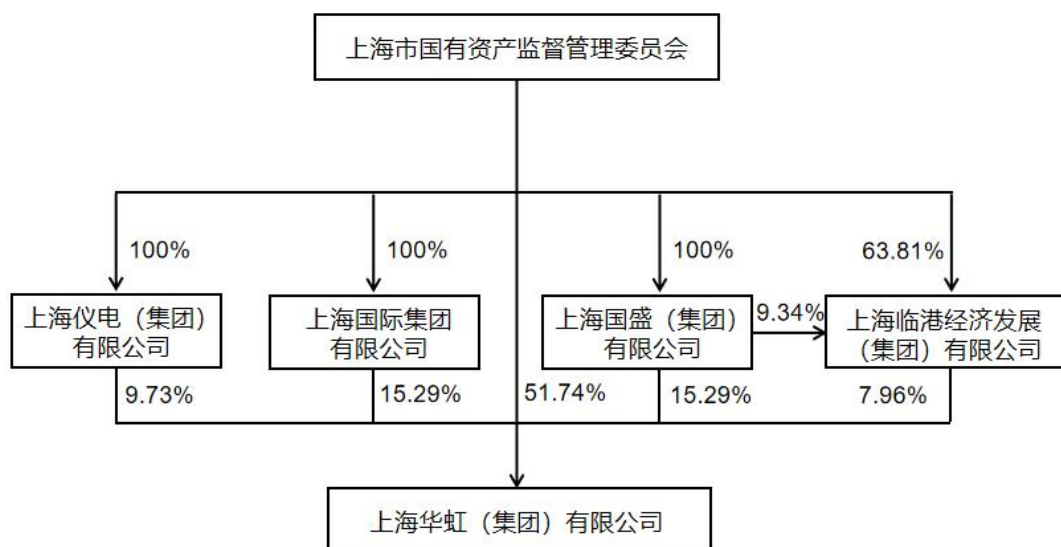 上海市国有资产监督管理委员会
100%
100%
100%
63.81%
上海仪电（集团）
有限公司
上海国际集团
有限公司
上海国盛（集团）
有限公司
9.34%
上海临港经济发展
（集团）有限公司
9.73%
15.29%
51.74%
15.29%
7.96%
上海华虹（集团）有限公司